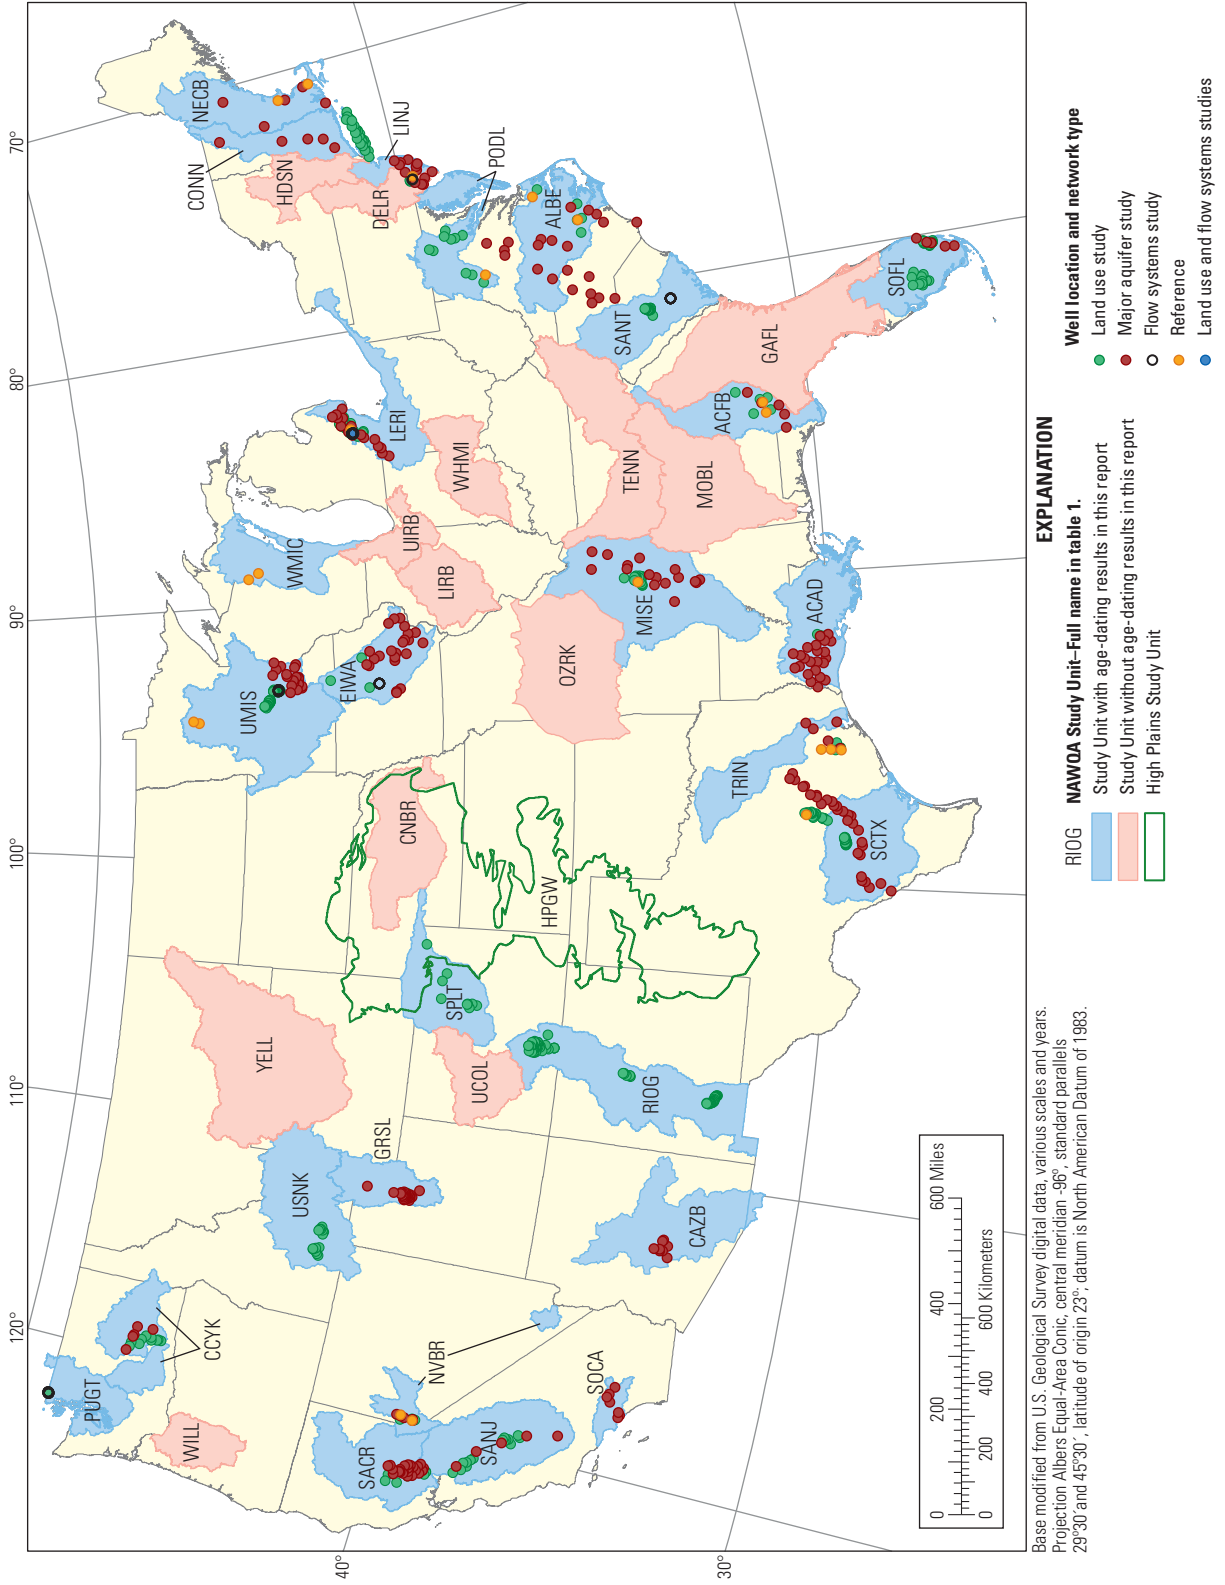 120°
110°
100°
90°
80°
70°
40°
30°
PUGT
CCYK
WILL
USNK
GRSL
YELL
UCOL
SACR
NVBR
SANJ
SOCA
CAZB
RIOG
SPLT
CNBR
HPGW
UMIS
EIWA
WMIC
UIRB
LIRB
WHMI
LERI
OZRK
MISE
TENN
MOBL
ACFB
GAFL
SOFL
SANT
ALBE
PODL
LINJ
DELR
HDSN
CONN
NECB
TRIN
SCTX
ACAD
0 200 400 600 Miles
0 200 400 600 Kilometers
Base modified from U.S. Geological Survey digital data, various scales and years.
Projection Albers Equal-Area Conic, central meridian -96°, standard parallels
29°30′ and 45°30′, latitude of origin 23°; datum is North American Datum of 1983.
EXPLANATION
RIOG NAWQA Study Unit–Full name in table 1.
Study Unit with age-dating results in this report
Study Unit without age-dating results in this report
High Plains Study Unit
Well location and network type
Land use study
Major aquifer study
Flow systems study
Reference
Land use and flow systems studies